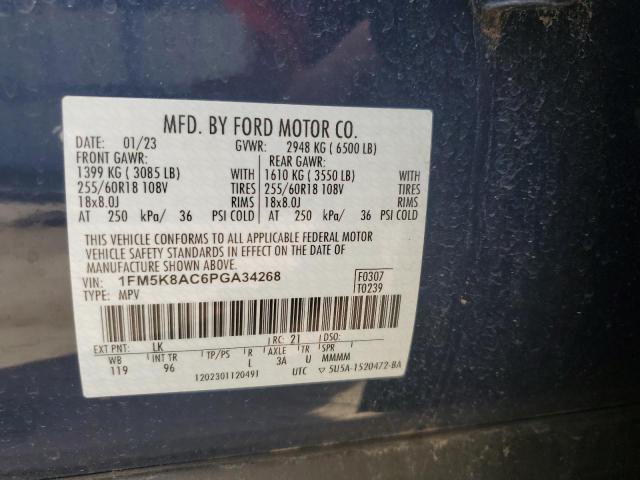 MFD. BY FORD MOTOR CO.
DATE: 01/23 GVWR: 2948 KG ( 6500 LB)
FRONT GAWR: REAR GAWR:
1399 KG ( 3085 LB) WITH 1610 KG ( 3550 LB) WITH
255/60R18 108V TIRES 255/60R18 108V TIRES
18x8.0J RIMS 18x8.0J RIMS
AT 250 kPa/ 36 PSI COLD AT 250 kPa/ 36 PSI COLD
THIS VEHICLE CONFORMS TO ALL APPLICABLE FEDERAL MOTOR
VEHICLE SAFETY STANDARDS IN EFFECT ON THE DATE OF
MANUFACTURE SHOWN ABOVE.
VIN: 1FM5K8AC6PGA34268 F0307
TYPE: MPV T0239
EXT PNT: LK RC: 21 DSO:
WB INT TR TP/PS R AXLE TR SPR
119 96 L 3A U MMMM
1202301120491 UTC ▽ 5U5A-1520472-BA